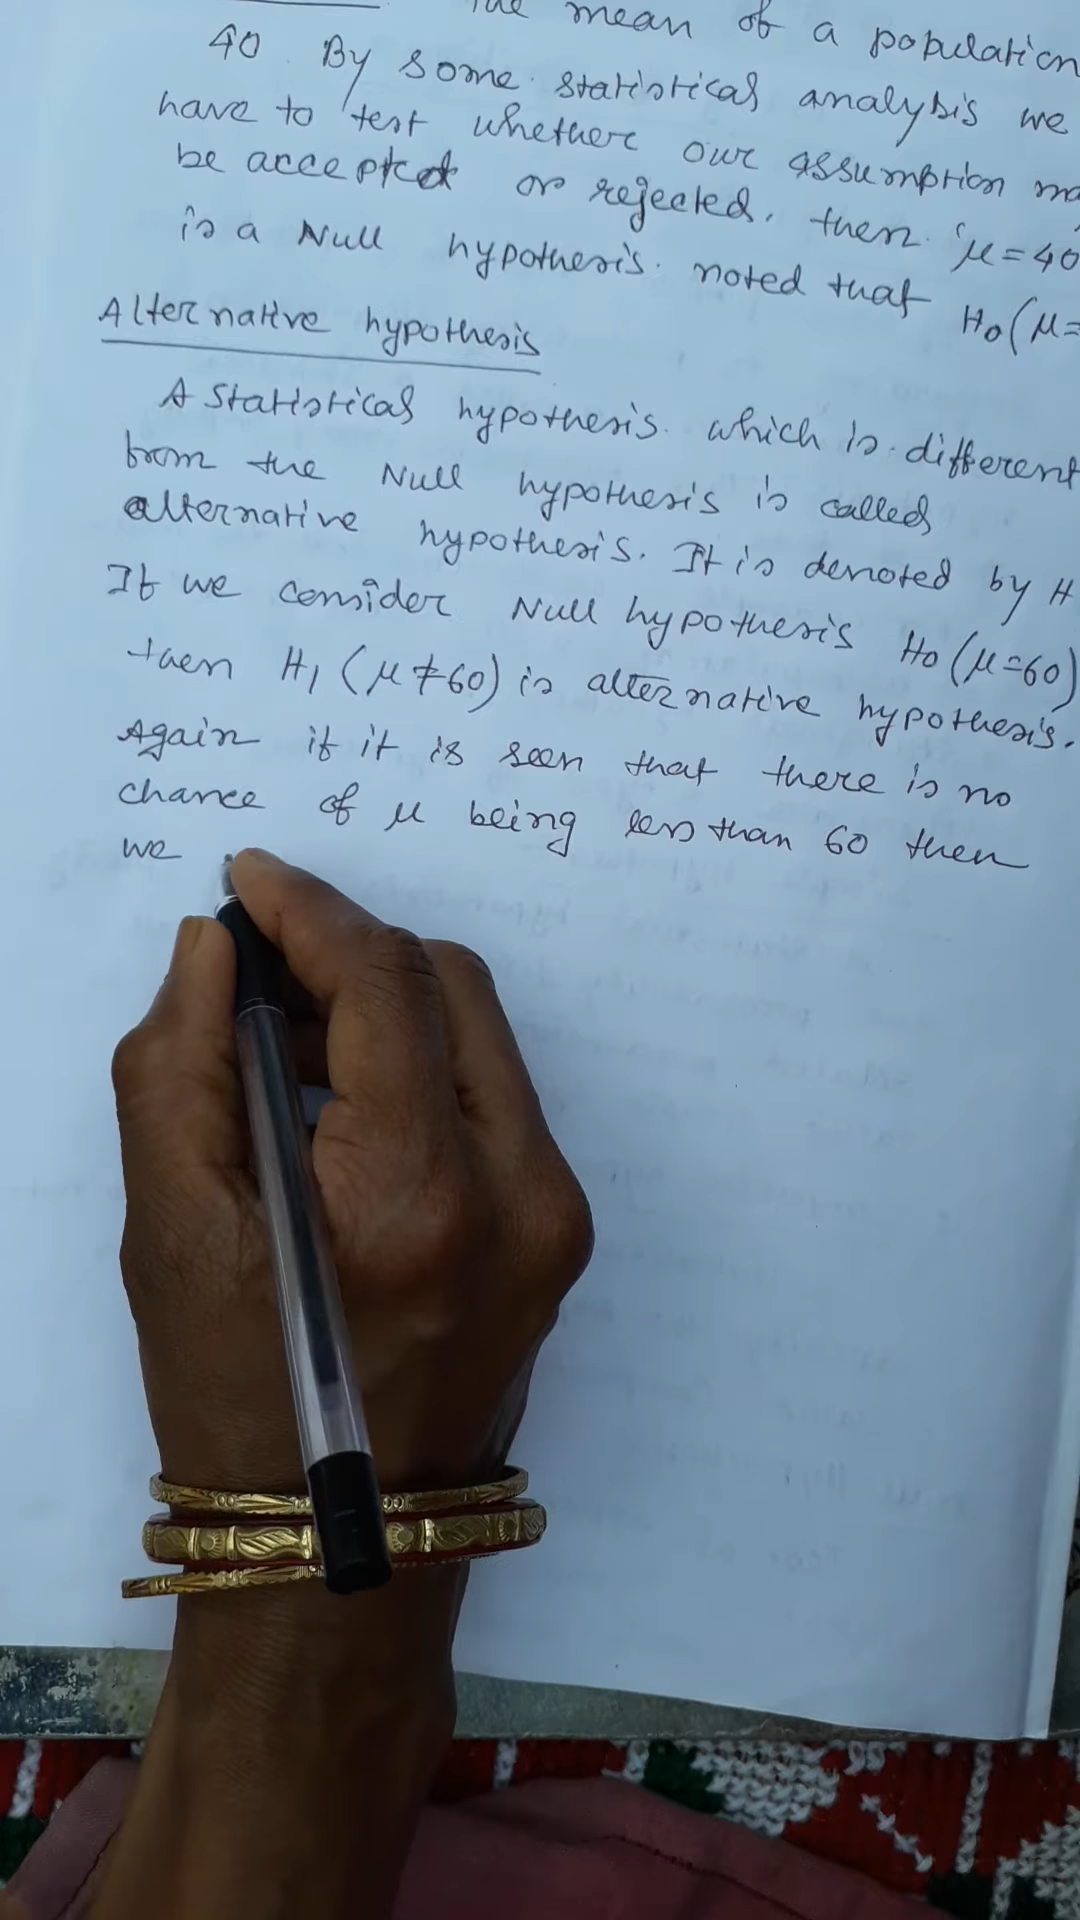 The mean of a population
40. By some statistical analysis we
have to test whether our assumption
be accepted or rejected, then 'μ=40
is a Null hypothesis. noted that H0(μ=
Alternative hypothesis
A Statistical hypothesis. which is different
from the Null hypothesis is called
alternative hypothesis. It is denoted by H
If we consider Null hypothesis H0(μ=60)
then H1 (μ≠60) is alternative hypothesis.
Again if it is seen that there is no
chance of μ being less than 60 then
we